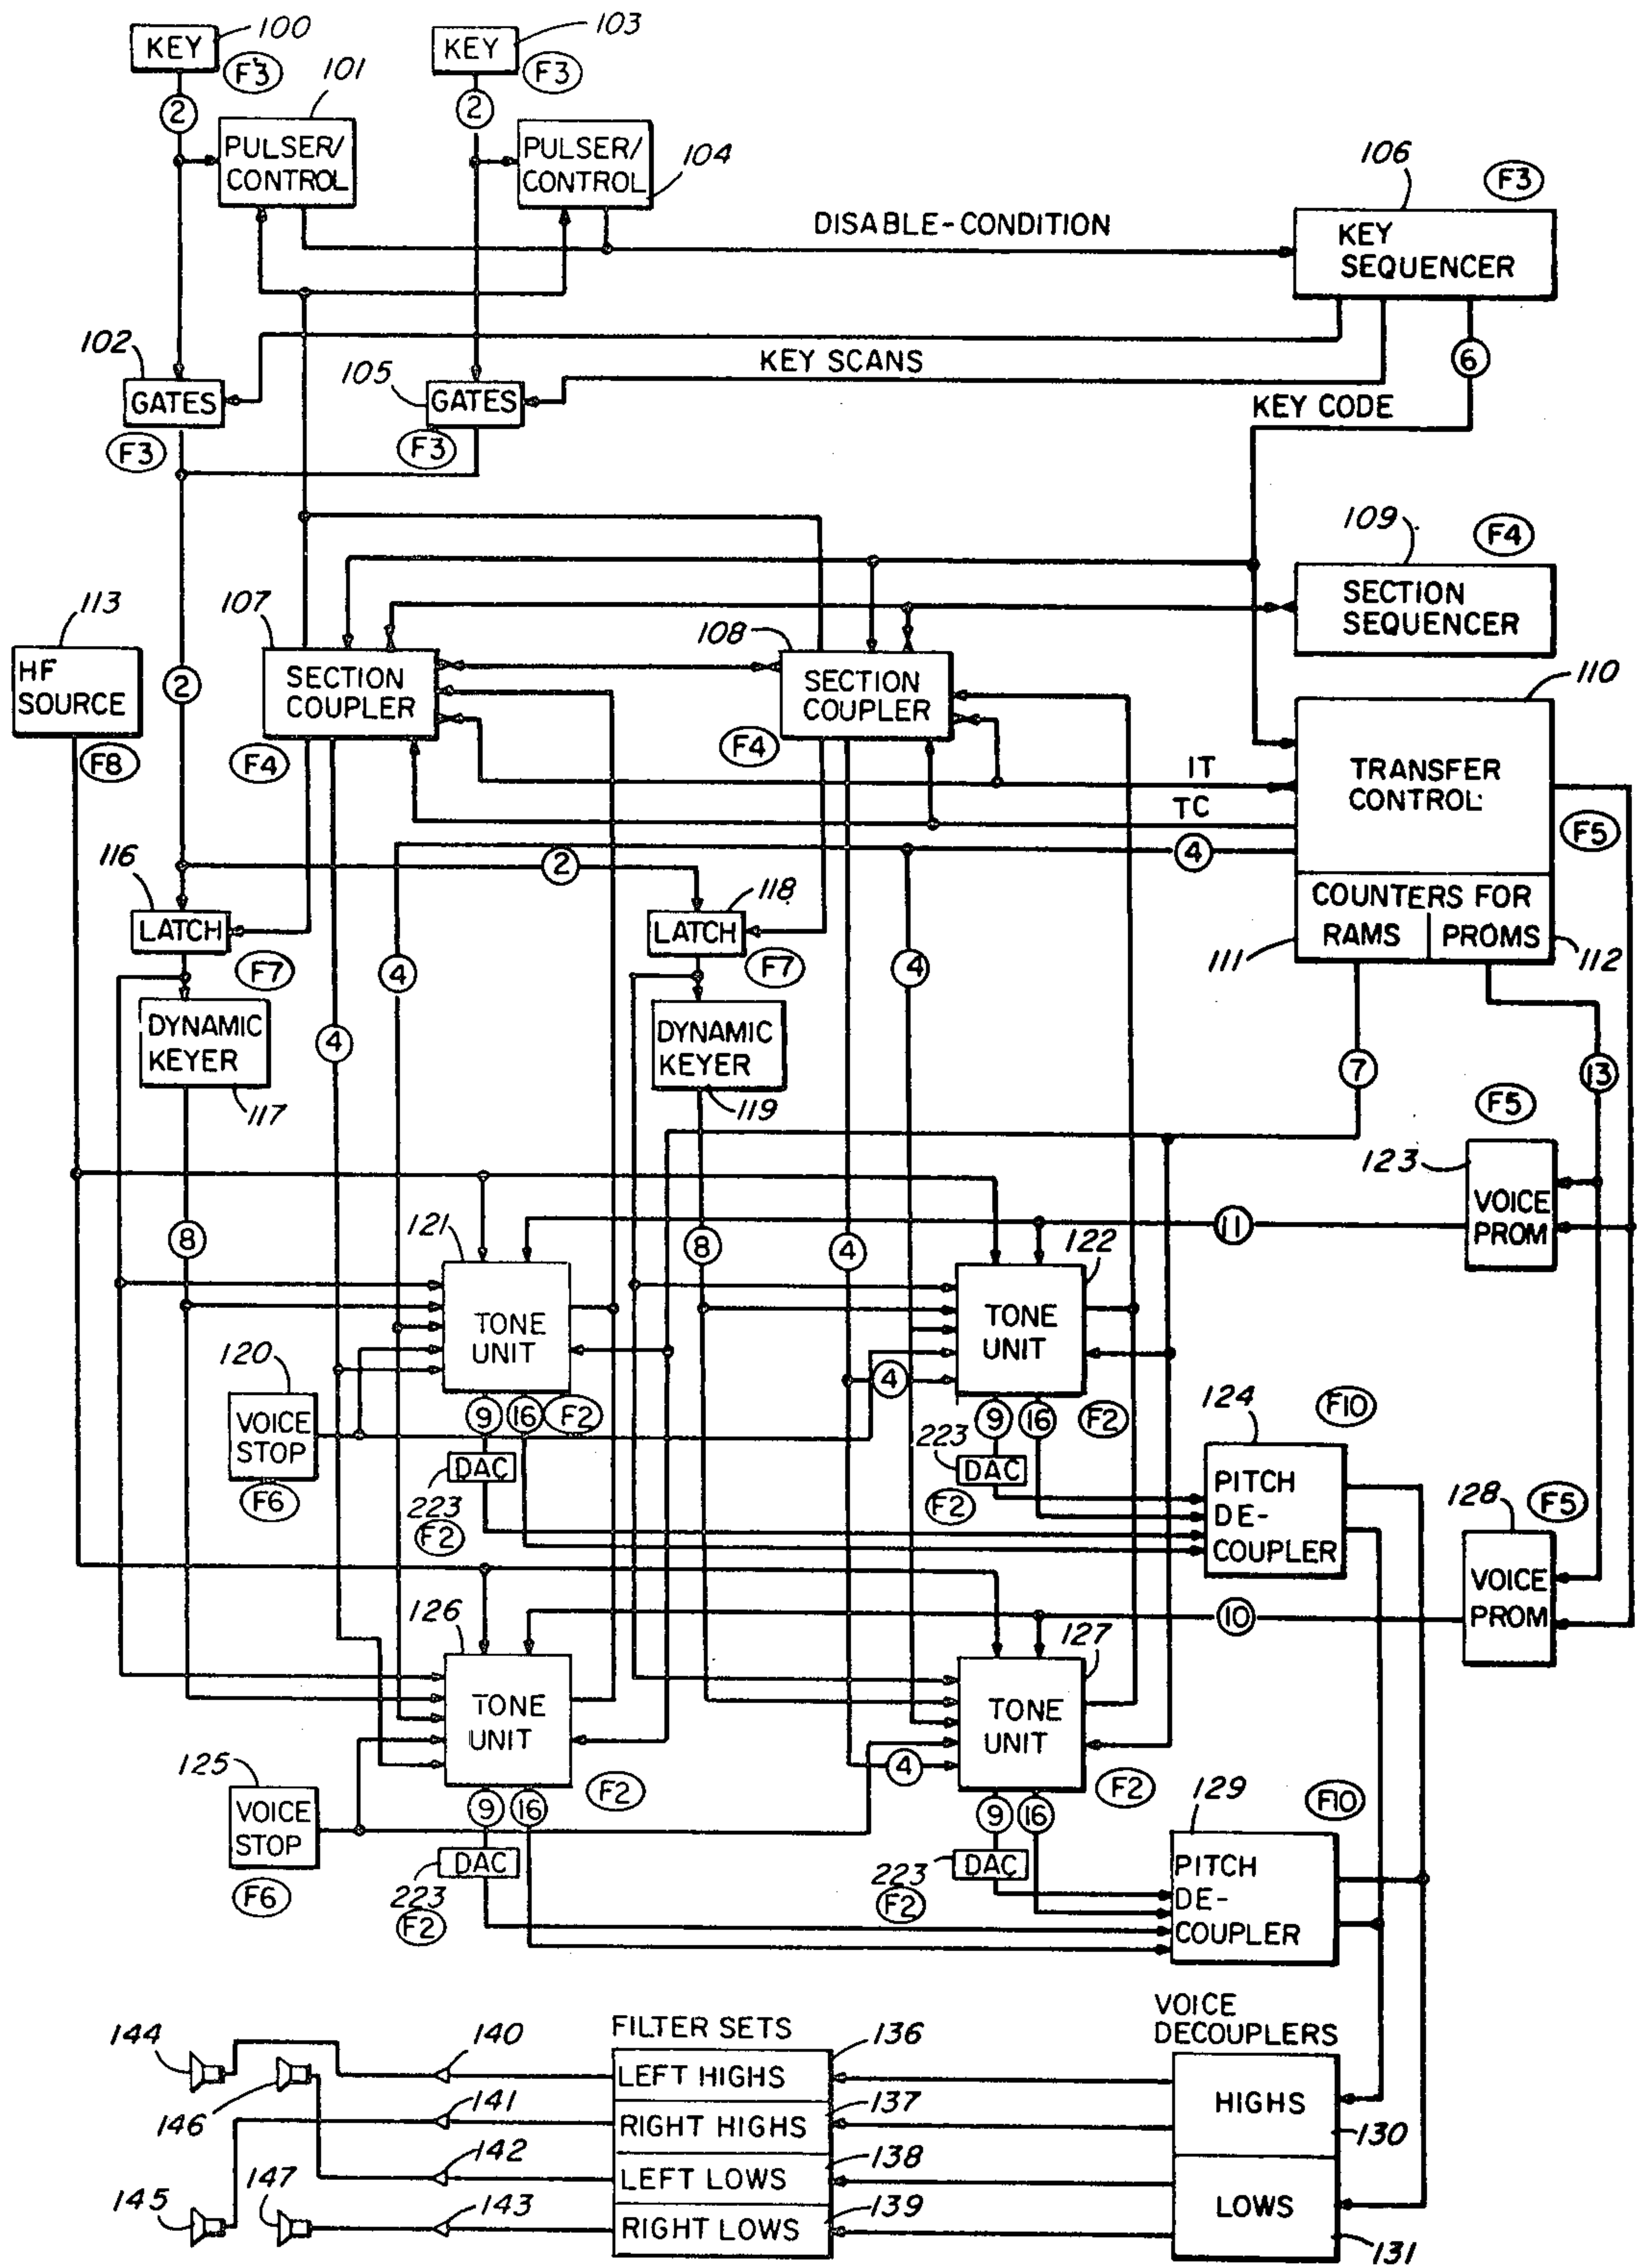 100
103
KEY
KEY
F3
F3
101
2
2
PULSER/
CONTROL
PULSER/
CONTROL
104
106
F3
DISABLE-CONDITION
KEY
SEQUENCER
102
105
KEY SCANS
6
GATES
GATES
KEY CODE
F3
F3
109
F4
SECTION
SEQUENCER
113
107
108
HF
SOURCE
2
SECTION
COUPLER
SECTION
COUPLER
110
F8
F4
F4
IT
TC
TRANSFER
CONTROL
F5
4
116
2
118
LATCH
LATCH
COUNTERS FOR
RAMS
PROMS
111
112
F7
F7
4
4
DYNAMIC
KEYER
DYNAMIC
KEYER
4
7
13
117
119
F5
123
VOICE
PROM
11
121
122
8
8
4
TONE
UNIT
TONE
UNIT
120
4
VOICE
STOP
9
16
F2
9
16
F2
124
F10
223
DAC
223
DAC
F6
F2
F2
PITCH
DE-
COUPLER
128
F5
VOICE
PROM
10
126
127
TONE
UNIT
TONE
UNIT
125
4
VOICE
STOP
9
16
F2
9
16
F2
129
F10
DAC
DAC
223
223
F6
F2
F2
PITCH
DE-
COUPLER
VOICE
DECOUPLERS
FILTER SETS
144
140
136
146
LEFT HIGHS
HIGHS
141
137
RIGHT HIGHS
130
142
138
LEFT LOWS
145
147
143
139
RIGHT LOWS
LOWS
131